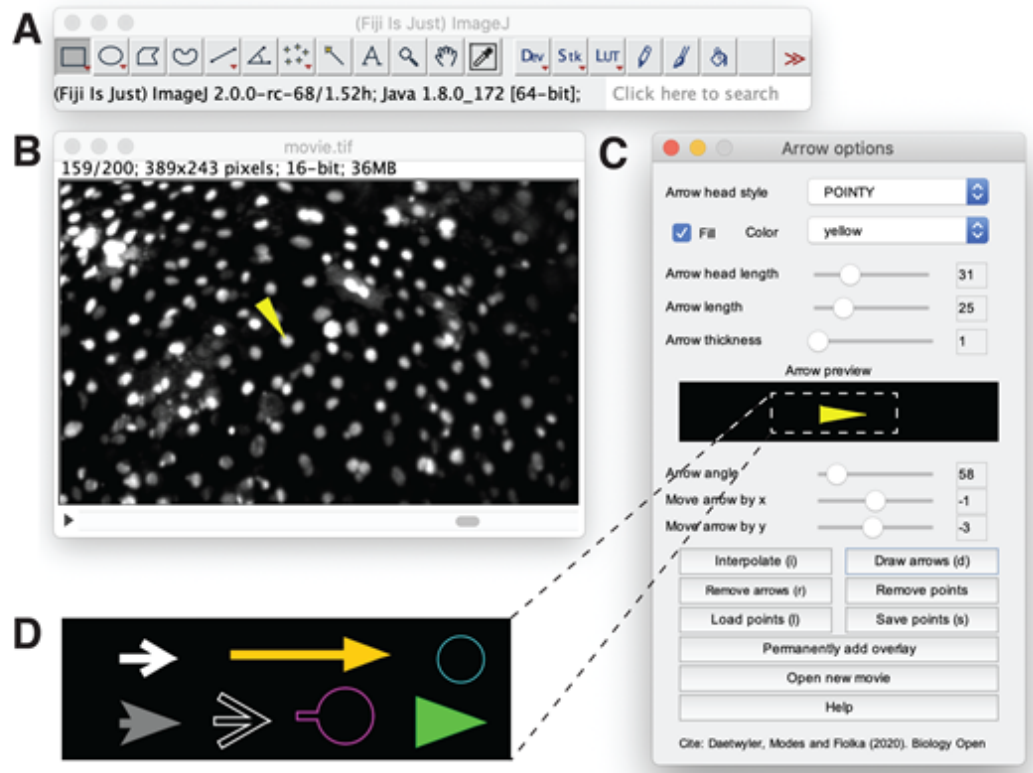 A
(Fiji Is Just) ImageJ
A
Dev
Stk
LUT
(Fiji Is Just) ImageJ 2.0.0-rc-68/1.52h; Java 1.8.0_172 [64-bit];
Click here to search
B
movie.tif
159/200; 389x243 pixels; 16-bit; 36MB
C
Arrow options
Arrow head style POINTY
Fill Color yellow
Arrow head length 31
Arrow length 25
Arrow thickness 1
Arrow preview
Arrow angle 58
Move arrow by x -1
Move arrow by y -3
Interpolate (i) Draw arrows (d)
Remove arrows (r) Remove points
Load points (l) Save points (s)
Permanently add overlay
Open new movie
Help
Cite: Daetwyler, Modes and Fiolka (2020). Biology Open
D